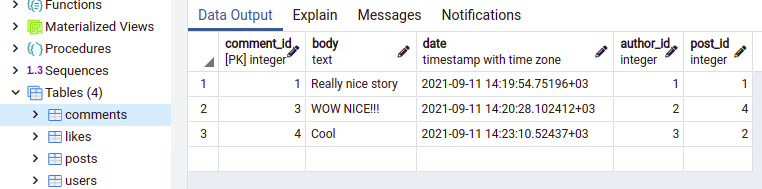 Functions
Materialized Views
Procedures
1..3 Sequences
Tables (4)
comments
likes
posts
users
Data Output Explain Messages Notifications
comment_id body date author_id post_id
[PK] integer text timestamp with time zone integer integer
1 1 Really nice story 2021-09-11 14:19:54.75196+03 1 1
2 3 WOW NICE!!! 2021-09-11 14:20:28.102412+03 2 4
3 4 Cool 2021-09-11 14:23:10.52437+03 3 2